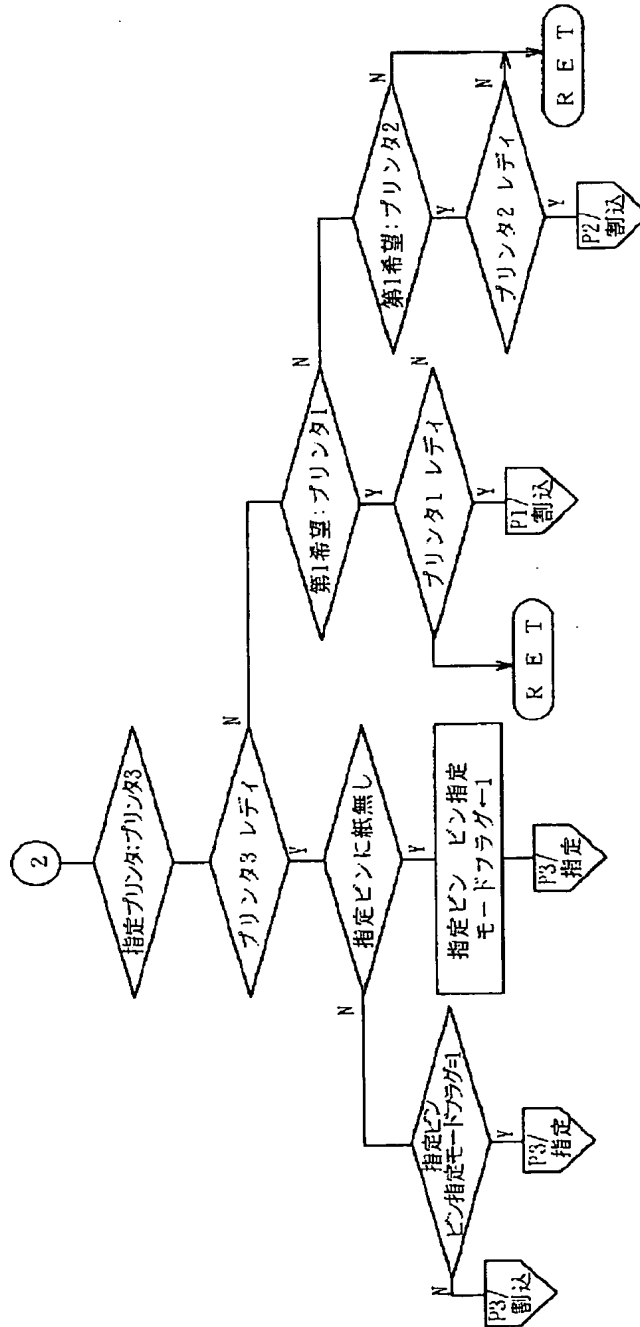 2
指定プリンタ:プリンタ3
プリンタ3 レディ
N
Y
指定ビンに紙無し
N
Y
指定ビン ビン指定
モードフラグ←1
P3/
指定
指定ビン
ビン指定モードフラグ=1
N
Y
P3/
割込
P3/
指定
第1希望:プリンタ1
N
Y
プリンタ1 レディ
N
Y
P1/
割込
R E T
第1希望:プリンタ2
N
Y
プリンタ2 レディ
N
Y
P2/
割込
R E T